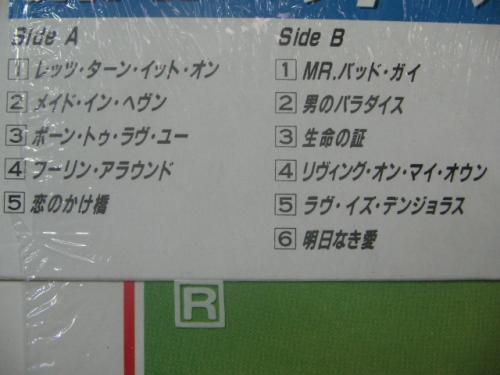 Side A
1 レッツ・ターン・イット・オン
2 メイド・イン・ヘヴン
3 ボーン・トゥ・ラヴ・ユー
4 フーリン・アラウンド
5 恋のかけ橋
Side B
1 MR.バッド・ガイ
2 男のパラダイス
3 生命の証
4 リヴィング・オン・マイ・オウン
5 ラヴ・イズ・デンジョラス
6 明日なき愛
R